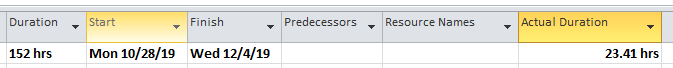 Duration Start Finish Predecessors Resource Names Actual Duration
152 hrs Mon 10/28/19 Wed 12/4/19 23.41 hrs